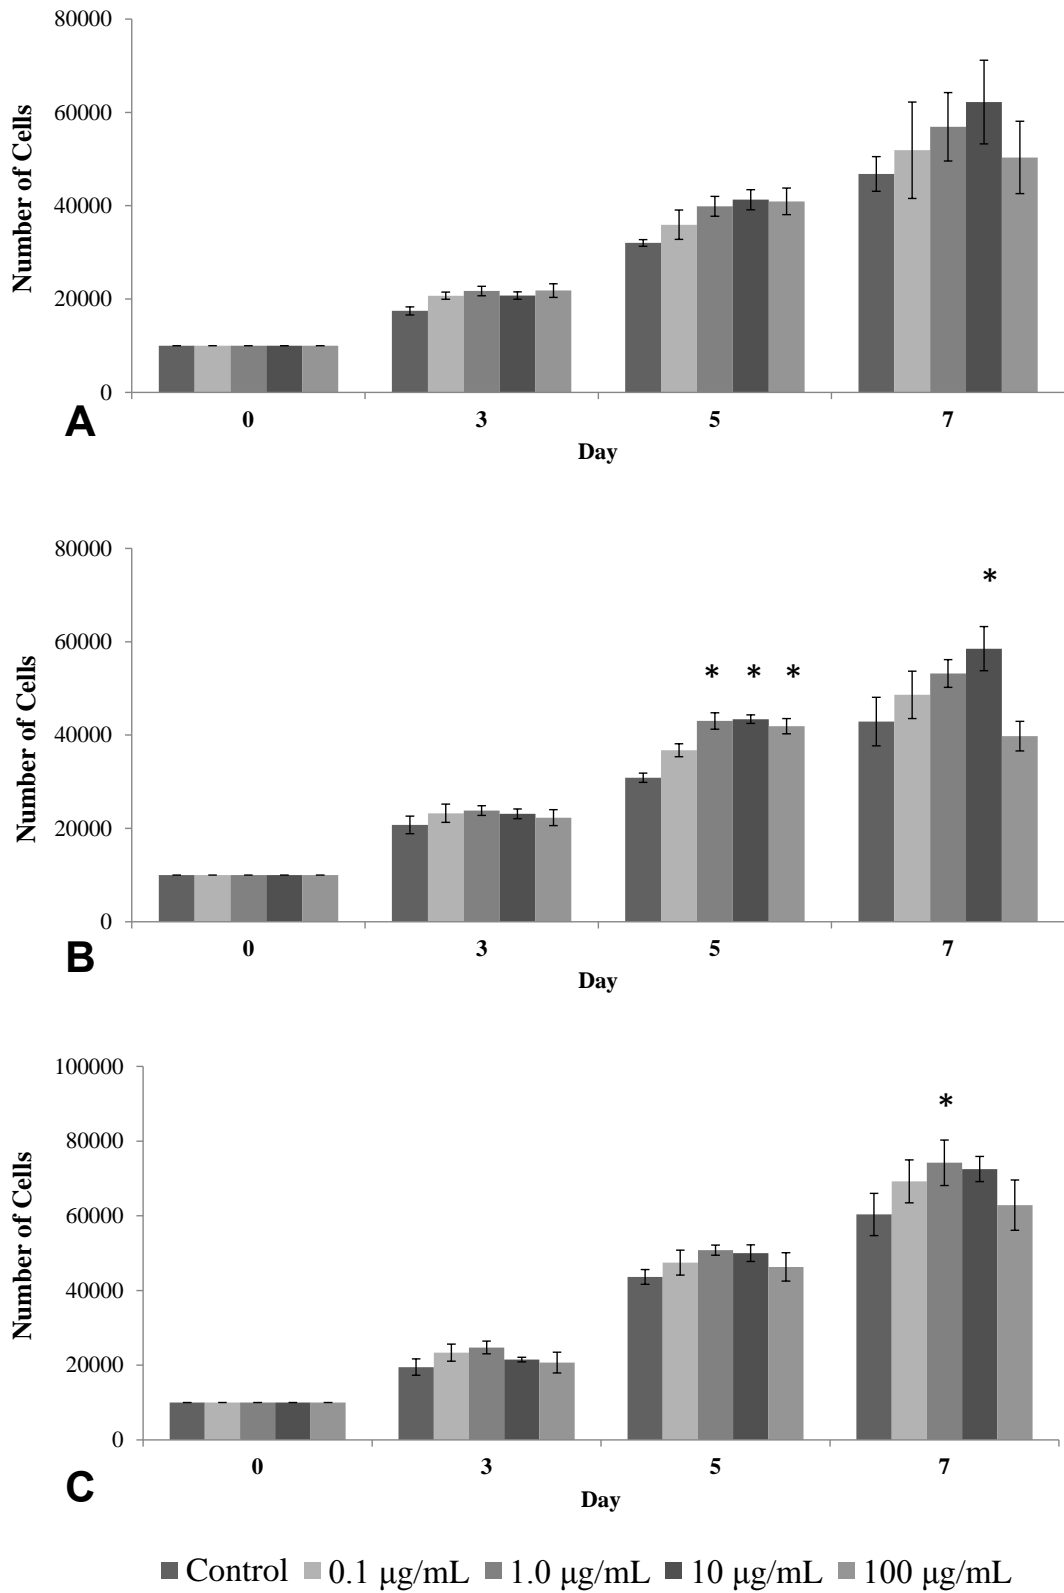 80000
60000
40000
20000
0
Number of Cells
0 3 5 7
A
Day
80000
*
60000
* * *
40000
20000
0
Number of Cells
0 3 5 7
B
Day
100000
*
80000
60000
40000
20000
0
Number of Cells
0 3 5 7
C
Day
Control 0.1 μg/mL 1.0 μg/mL 10 μg/mL 100 μg/mL